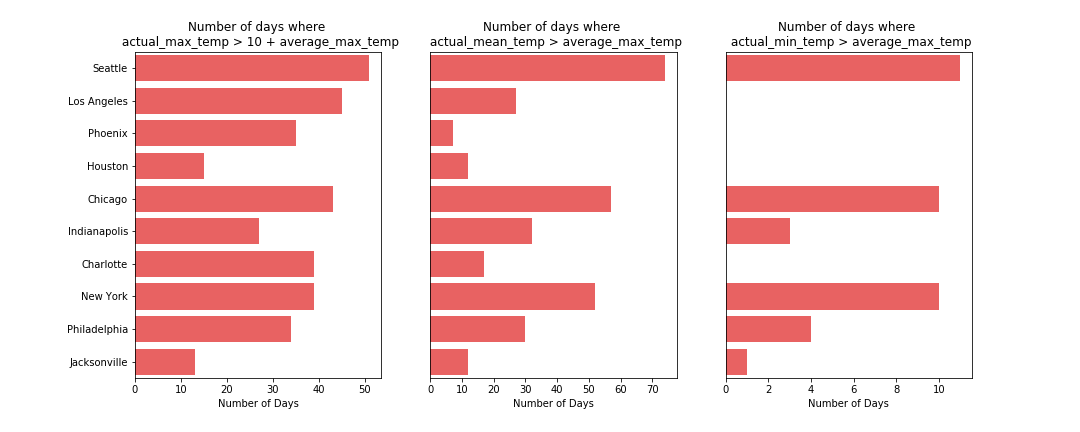 Number of days where
actual_max_temp > 10 + average_max_temp
Seattle
Los Angeles
Phoenix
Houston
Chicago
Indianapolis
Charlotte
New York
Philadelphia
Jacksonville
0 10 20 30 40 50
Number of Days
Number of days where
actual_mean_temp > average_max_temp
0 10 20 30 40 50 60 70
Number of Days
Number of days where
actual_min_temp > average_max_temp
0 2 4 6 8 10
Number of Days